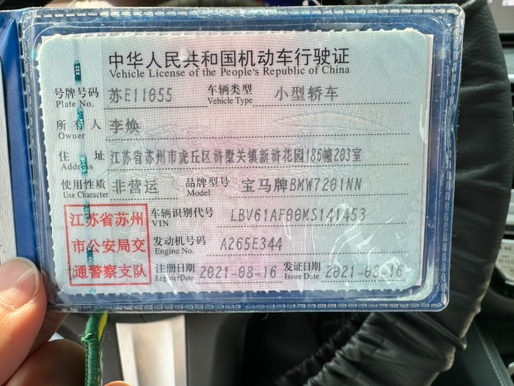 中华人民共和国机动车行驶证
Vehicle License of the People's Republic of China
号牌号码 苏E11055 车辆类型 小型轿车
Plate No. Vehicle Type
所有人 李焕
Owner
住址 江苏省苏州市虎丘区浒墅关镇新浒花园186幢203室
Address
使用性质 非营运 品牌型号 宝马牌BMW7201NN
Use Character Model
江苏省苏州
市公安局交
通警察支队
车辆识别代号 LBV61AF00MS141453
VIN
发动机号码 A265E344
Engine No.
注册日期 2021-08-16 发证日期 2021-08-16
Register Date Issue Date